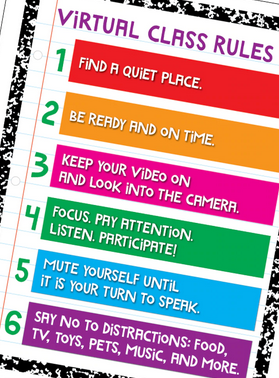 VIRTUAL CLASS RULES
1 FIND A QUIET PLACE.
2 BE READY AND ON TIME.
3 KEEP YOUR VIDEO ON
AND LOOK INTO THE CAMERA.
4 FOCUS. PAY ATTENTION.
LISTEN. PARTICIPATE!
5 MUTE YOURSELF UNTIL
IT IS YOUR TURN TO SPEAK.
6 SAY NO TO DISTRACTIONS: FOOD,
TV, TOYS, PETS, MUSIC, AND MORE.